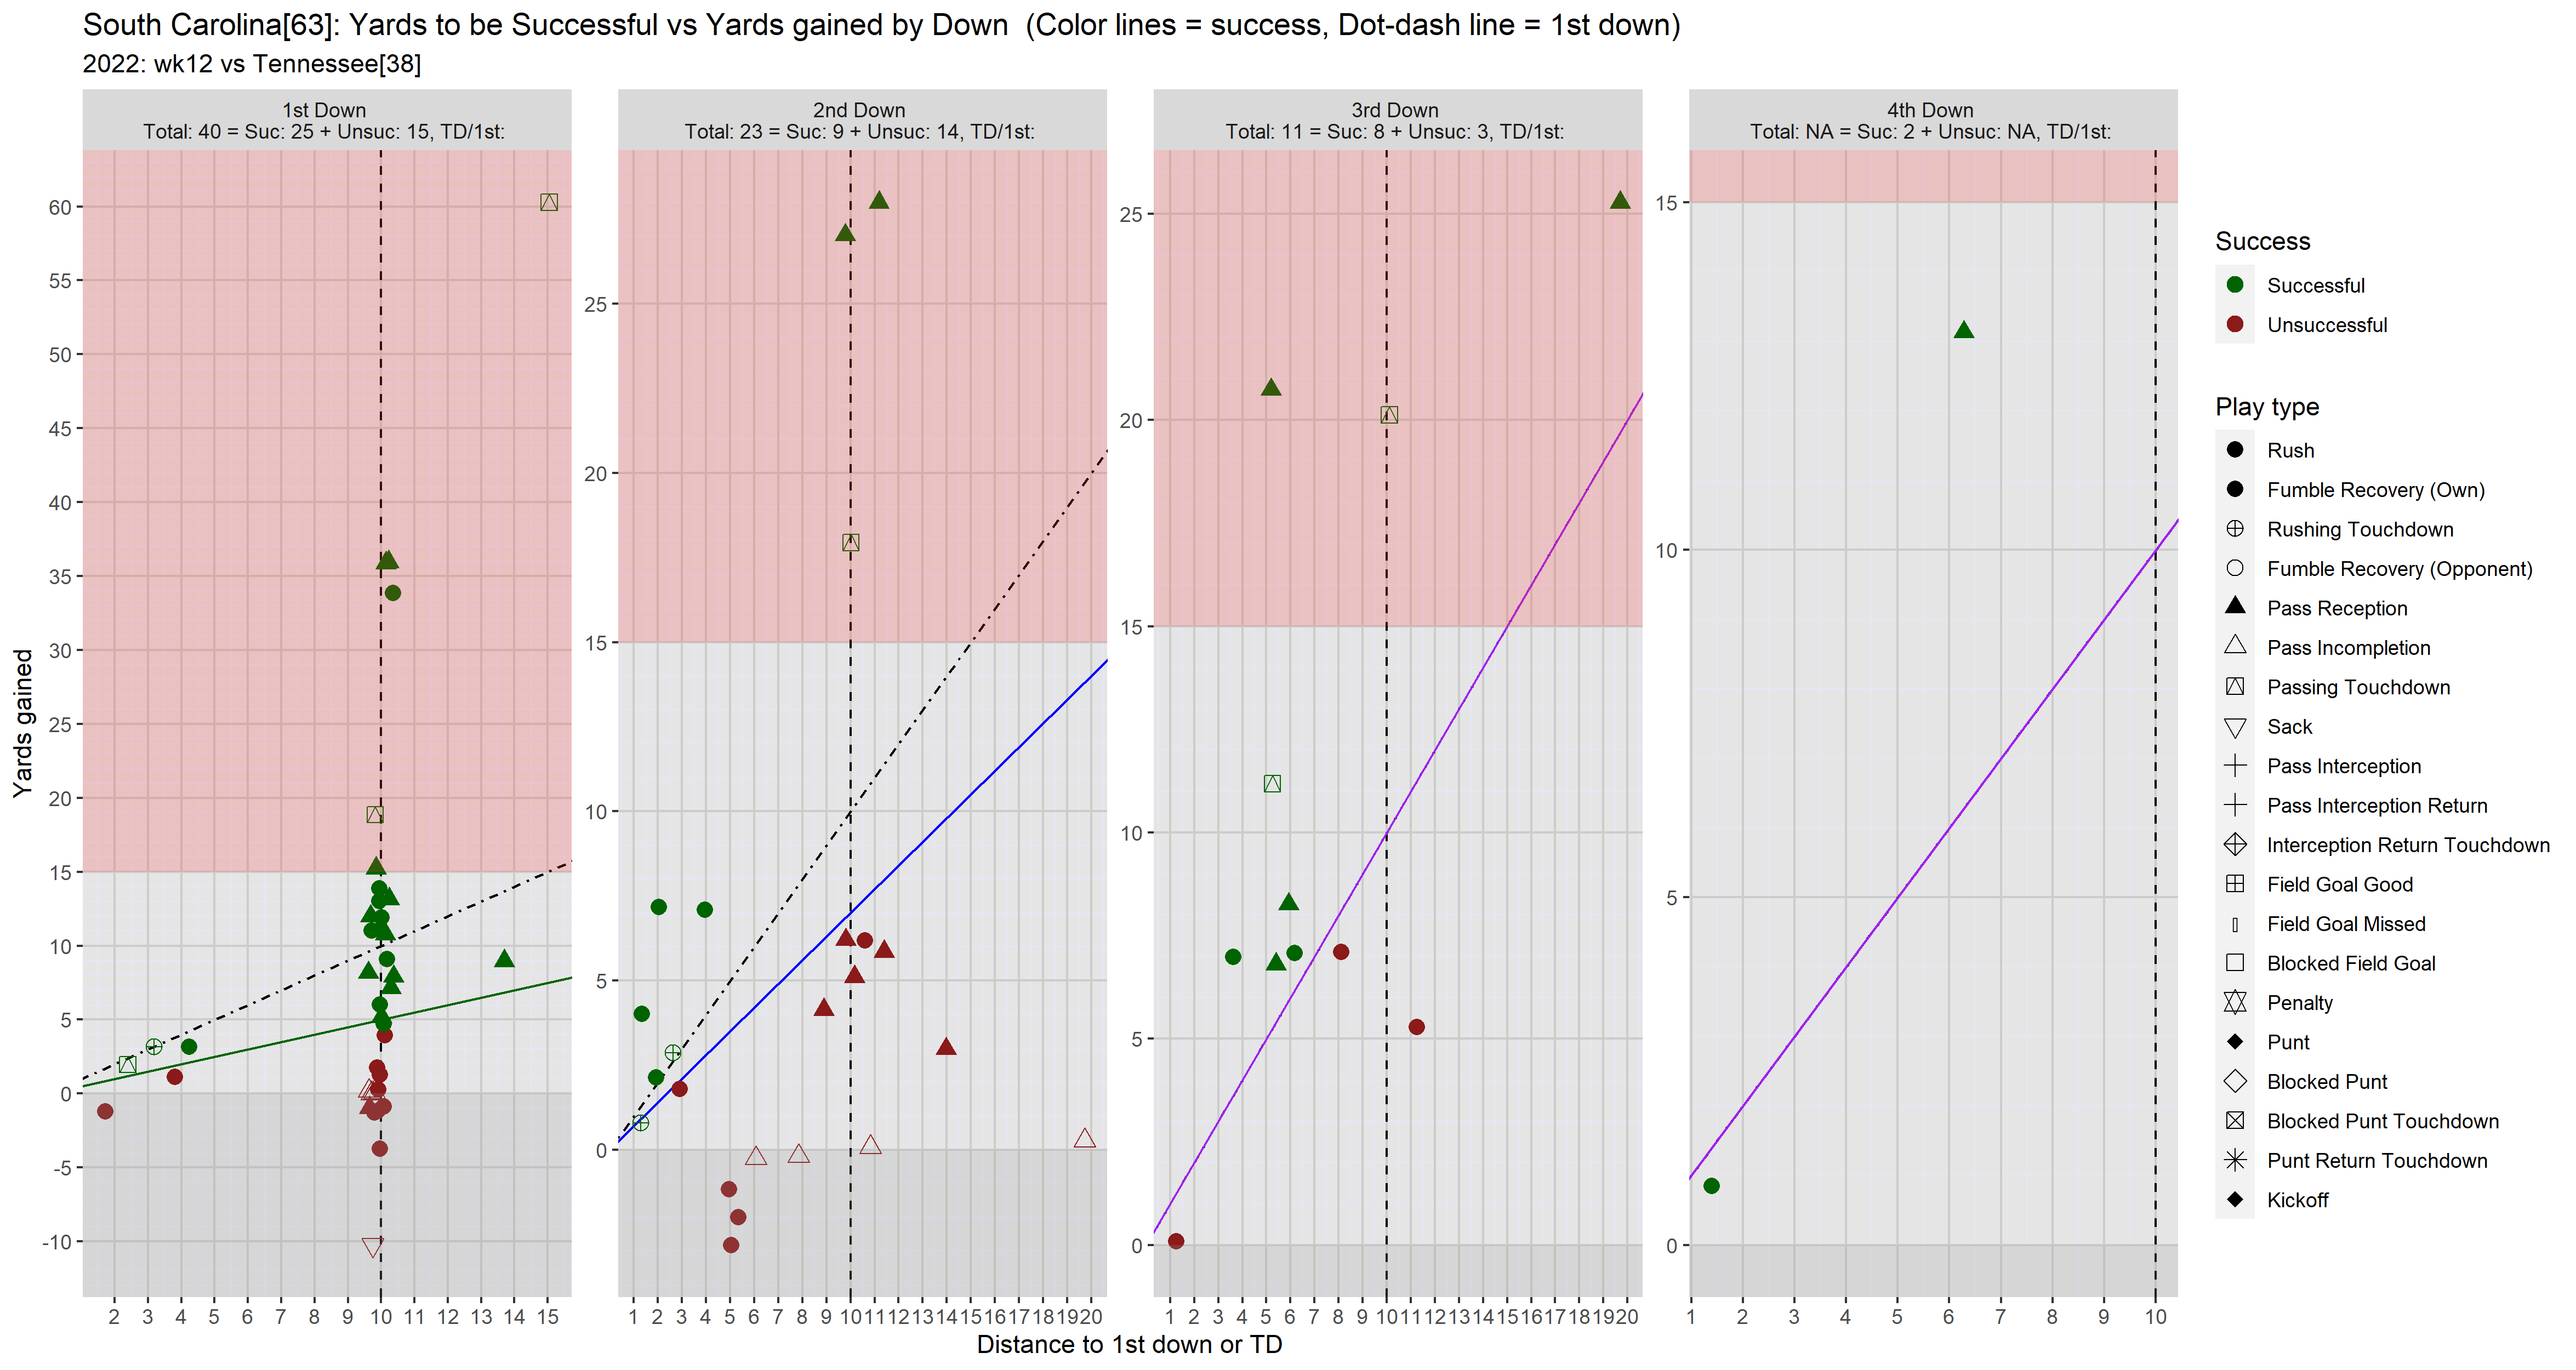 South Carolina[63]: Yards to be Successful vs Yards gained by Down  (Color lines = success, Dot-dash line = 1st down)
2022: wk12 vs Tennessee[38]
1st Down
Total: 40 = Suc: 25 + Unsuc: 15, TD/1st:
2nd Down
Total: 23 = Suc: 9 + Unsuc: 14, TD/1st:
3rd Down
Total: 11 = Suc: 8 + Unsuc: 3, TD/1st:
4th Down
Total: NA = Suc: 2 + Unsuc: NA, TD/1st:
Yards gained
60
55
50
45
40
35
30
25
20
15
10
5
0
-5
-10
2 3 4 5 6 7 8 9 10 11 12 13 14 15
25
20
15
10
5
0
1 2 3 4 5 6 7 8 9 10 11 12 13 14 15 16 17 18 19 20
25
20
15
10
5
0
1 2 3 4 5 6 7 8 9 10 11 12 13 14 15 16 17 18 19 20
15
10
5
0
1 2 3 4 5 6 7 8 9 10
Distance to 1st down or TD
Success
Successful
Unsuccessful
Play type
Rush
Fumble Recovery (Own)
Rushing Touchdown
Fumble Recovery (Opponent)
Pass Reception
Pass Incompletion
Passing Touchdown
Sack
Pass Interception
Pass Interception Return
Interception Return Touchdown
Field Goal Good
Field Goal Missed
Blocked Field Goal
Penalty
Punt
Blocked Punt
Blocked Punt Touchdown
Punt Return Touchdown
Kickoff